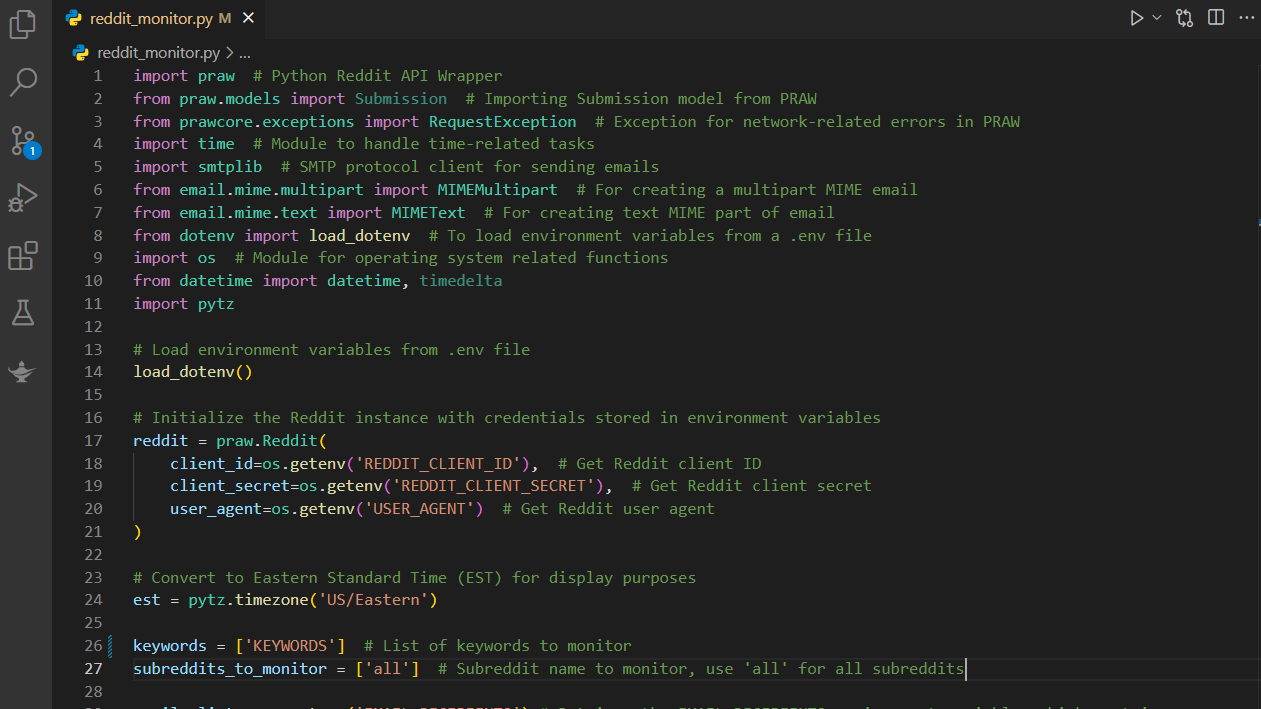 reddit_monitor.py M
reddit_monitor.py > ...
1 import praw  # Python Reddit API Wrapper
2 from praw.models import Submission  # Importing Submission model from PRAW
3 from prawcore.exceptions import RequestException  # Exception for network-related errors in PRAW
4 import time  # Module to handle time-related tasks
5 import smtplib  # SMTP protocol client for sending emails
6 from email.mime.multipart import MIMEMultipart  # For creating a multipart MIME email
7 from email.mime.text import MIMEText  # For creating text MIME part of email
8 from dotenv import load_dotenv  # To load environment variables from a .env file
9 import os  # Module for operating system related functions
10 from datetime import datetime, timedelta
11 import pytz
12
13 # Load environment variables from .env file
14 load_dotenv()
15
16 # Initialize the Reddit instance with credentials stored in environment variables
17 reddit = praw.Reddit(
18     client_id=os.getenv('REDDIT_CLIENT_ID'),  # Get Reddit client ID
19     client_secret=os.getenv('REDDIT_CLIENT_SECRET'),  # Get Reddit client secret
20     user_agent=os.getenv('USER_AGENT')  # Get Reddit user agent
21 )
22
23 # Convert to Eastern Standard Time (EST) for display purposes
24 est = pytz.timezone('US/Eastern')
25
26 keywords = ['KEYWORDS']  # List of keywords to monitor
27 subreddits_to_monitor = ['all']  # Subreddit name to monitor, use 'all' for all subreddits
28
1